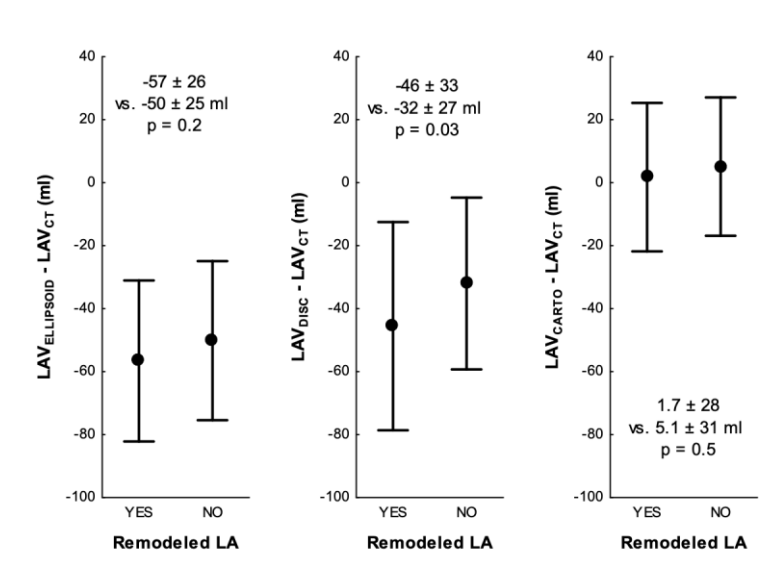 40
20
0
-20
-40
-60
-80
-100
LAVELLIPSOID - LAVCT (ml)
-57 ± 26
vs. -50 ± 25 ml
p = 0.2
YES NO
Remodeled LA
40
20
0
-20
-40
-60
-80
-100
LAVDISC - LAVCT (ml)
-46 ± 33
vs. -32 ± 27 ml
p = 0.03
YES NO
Remodeled LA
40
20
0
-20
-40
-60
-80
-100
LAVCARTO - LAVCT (ml)
1.7 ± 28
vs. 5.1 ± 31 ml
p = 0.5
YES NO
Remodeled LA